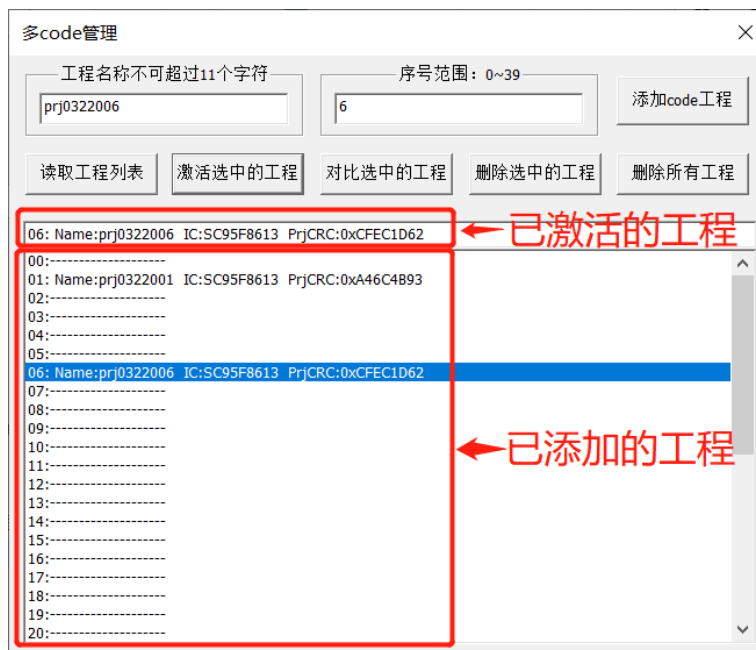 多code管理
工程名称不可超过11个字符
序号范围：0~39
prj0322006
6
添加code工程
读取工程列表
激活选中的工程
对比选中的工程
删除选中的工程
删除所有工程
06: Name:prj0322006 IC:SC95F8613 PrjCRC:0xCFEC1D62
已激活的工程
00:--------------------
01: Name:prj0322001 IC:SC95F8613 PrjCRC:0xA46C4B93
02:--------------------
03:--------------------
04:--------------------
05:--------------------
06: Name:prj0322006 IC:SC95F8613 PrjCRC:0xCFEC1D62
07:--------------------
08:--------------------
09:--------------------
10:--------------------
已添加的工程
11:--------------------
12:--------------------
13:--------------------
14:--------------------
15:--------------------
16:--------------------
17:--------------------
18:--------------------
19:--------------------
20:--------------------